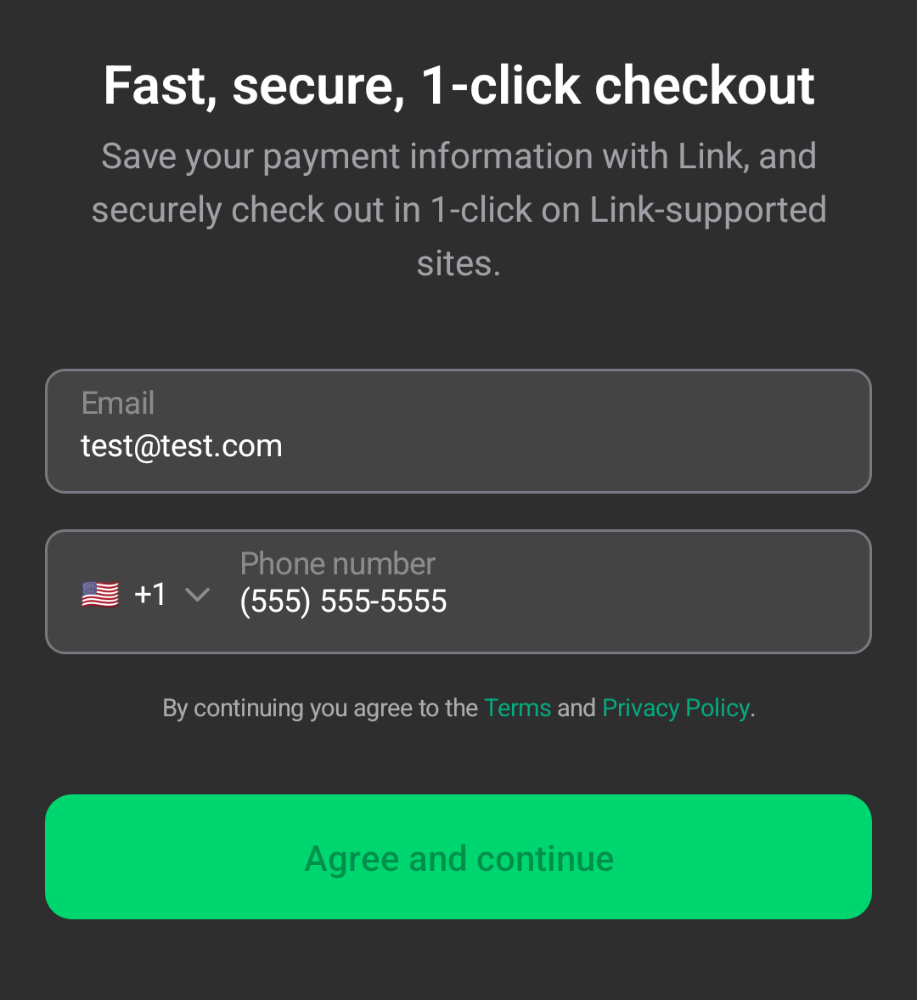 Fast, secure, 1-click checkout
Save your payment information with Link, and
securely check out in 1-click on Link-supported
sites.
Email
test@test.com
Phone number
+1 (555) 555-5555
By continuing you agree to the Terms and Privacy Policy.
Agree and continue